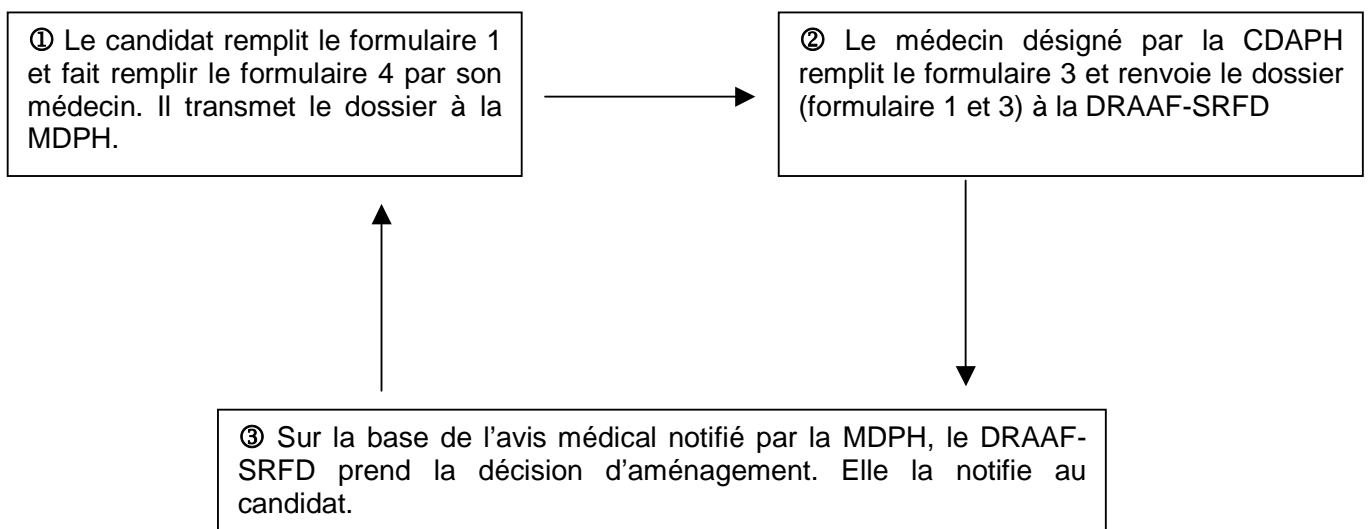 ① Le candidat remplit le formulaire 1
et fait remplir le formulaire 4 par son
médecin. Il transmet le dossier à la
MDPH.
② Le médecin désigné par la CDAPH
remplit le formulaire 3 et renvoie le dossier
(formulaire 1 et 3) à la DRAAF-SRFD
③ Sur la base de l'avis médical notifié par la MDPH, le DRAAF-
SRFD prend la décision d'aménagement. Elle la notifie au
candidat.